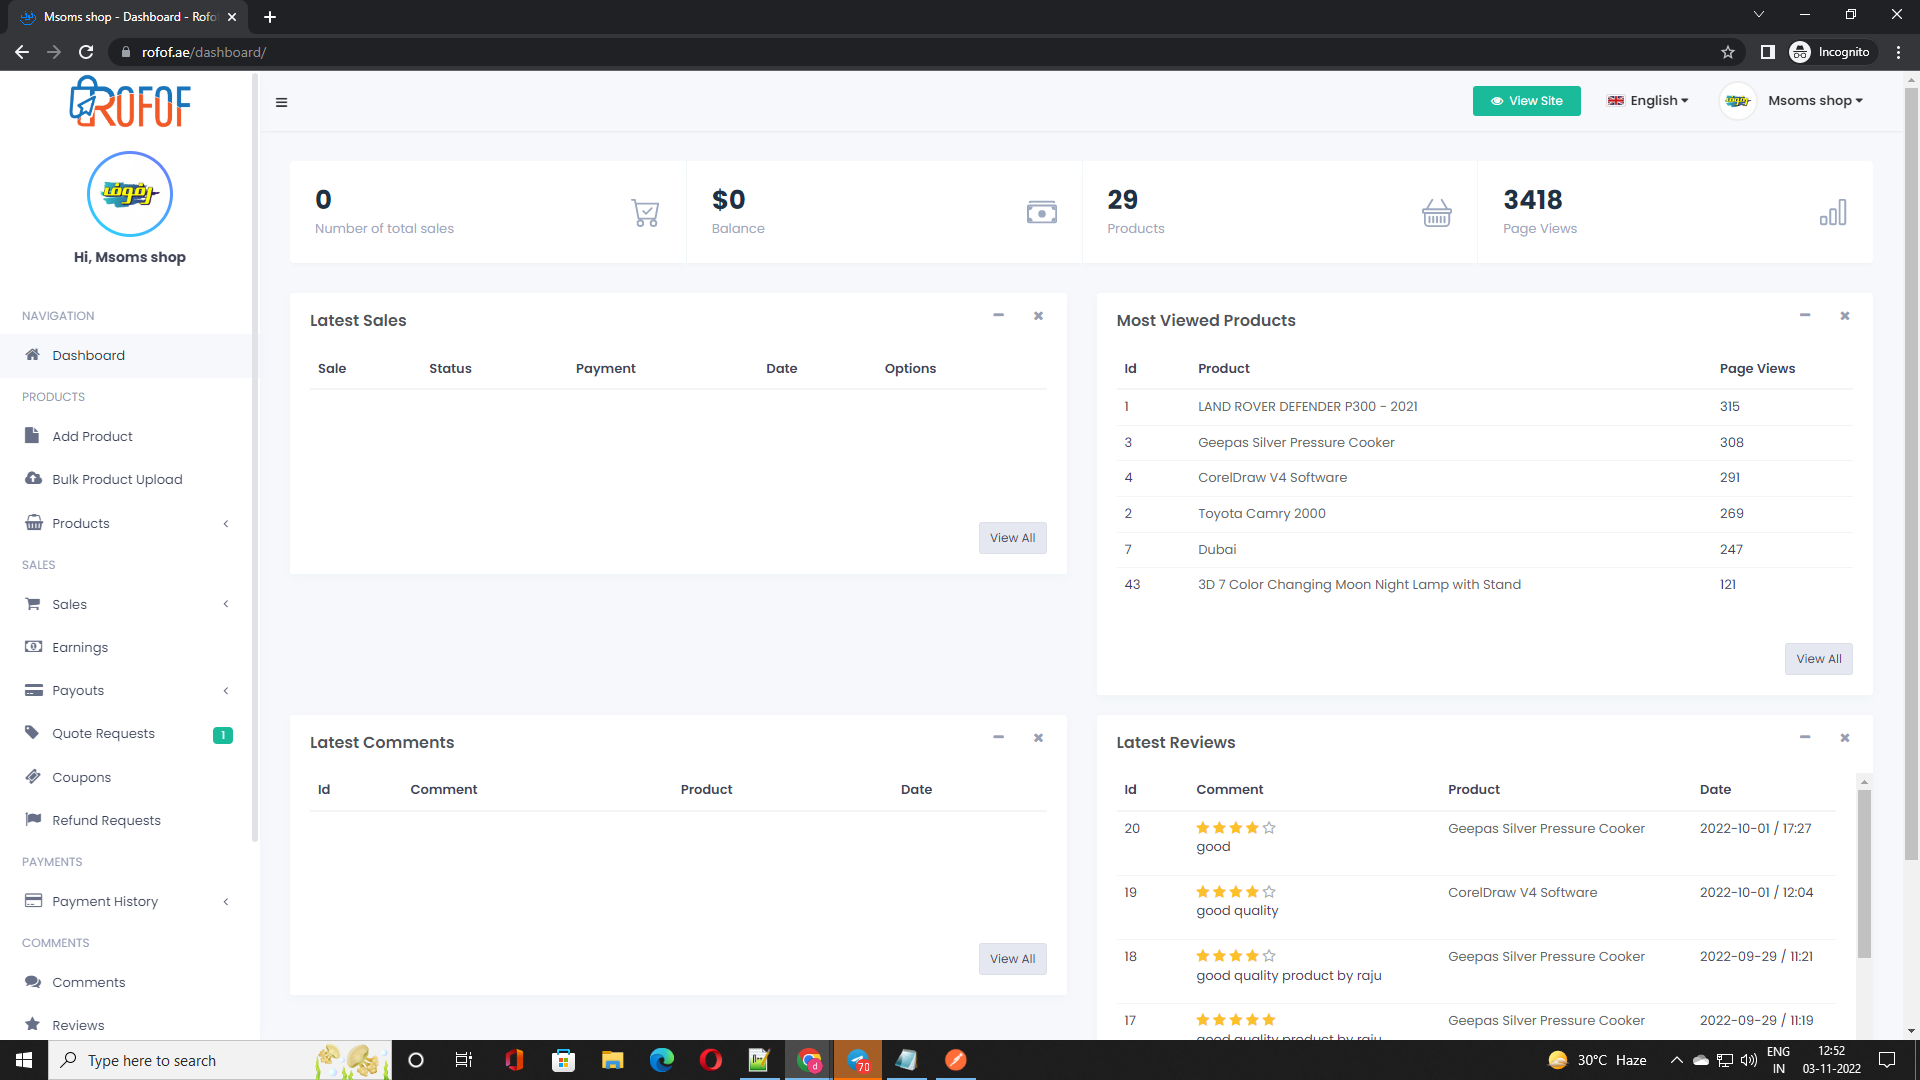 Msoms shop - Dashboard - Rofo
rofof.ae/dashboard/
Incognito
ROFOF
View Site
English
رفوف
Msoms shop
رفوف
Hi, Msoms shop
NAVIGATION
Dashboard
PRODUCTS
Add Product
Bulk Product Upload
Products
SALES
Sales
Earnings
Payouts
Quote Requests 1
Coupons
Refund Requests
PAYMENTS
Payment History
COMMENTS
Comments
Reviews
0
Number of total sales
$0
Balance
29
Products
3418
Page Views
Latest Sales
Sale Status Payment Date Options
View All
Most Viewed Products
Id Product Page Views
1 LAND ROVER DEFENDER P300 - 2021 315
3 Geepas Silver Pressure Cooker 308
4 CorelDraw V4 Software 291
2 Toyota Camry 2000 269
7 Dubai 247
43 3D 7 Color Changing Moon Night Lamp with Stand 121
View All
Latest Comments
Id Comment Product Date
View All
Latest Reviews
Id Comment Product Date
20 Geepas Silver Pressure Cooker 2022-10-01 / 17:27
good
19 CorelDraw V4 Software 2022-10-01 / 12:04
good quality
18 Geepas Silver Pressure Cooker 2022-09-29 / 11:21
good quality product by raju
17 Geepas Silver Pressure Cooker 2022-09-29 / 11:19
good quality product by raju
Type here to search
d
70
30°C Haze
ENG
IN
12:52
03-11-2022